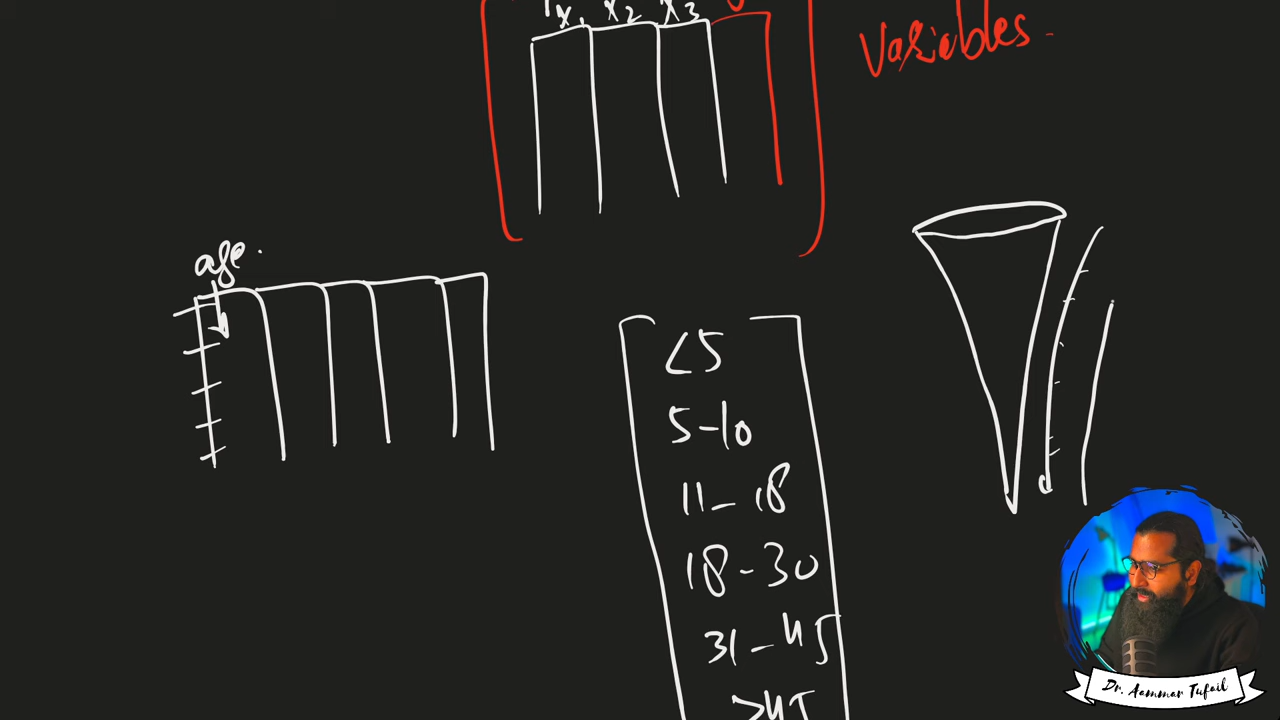 x₁ x₂ x₃
Variables.
age.
<5
5-10
11-18
18-30
31-45
>45
Dr. Aammar Tufail